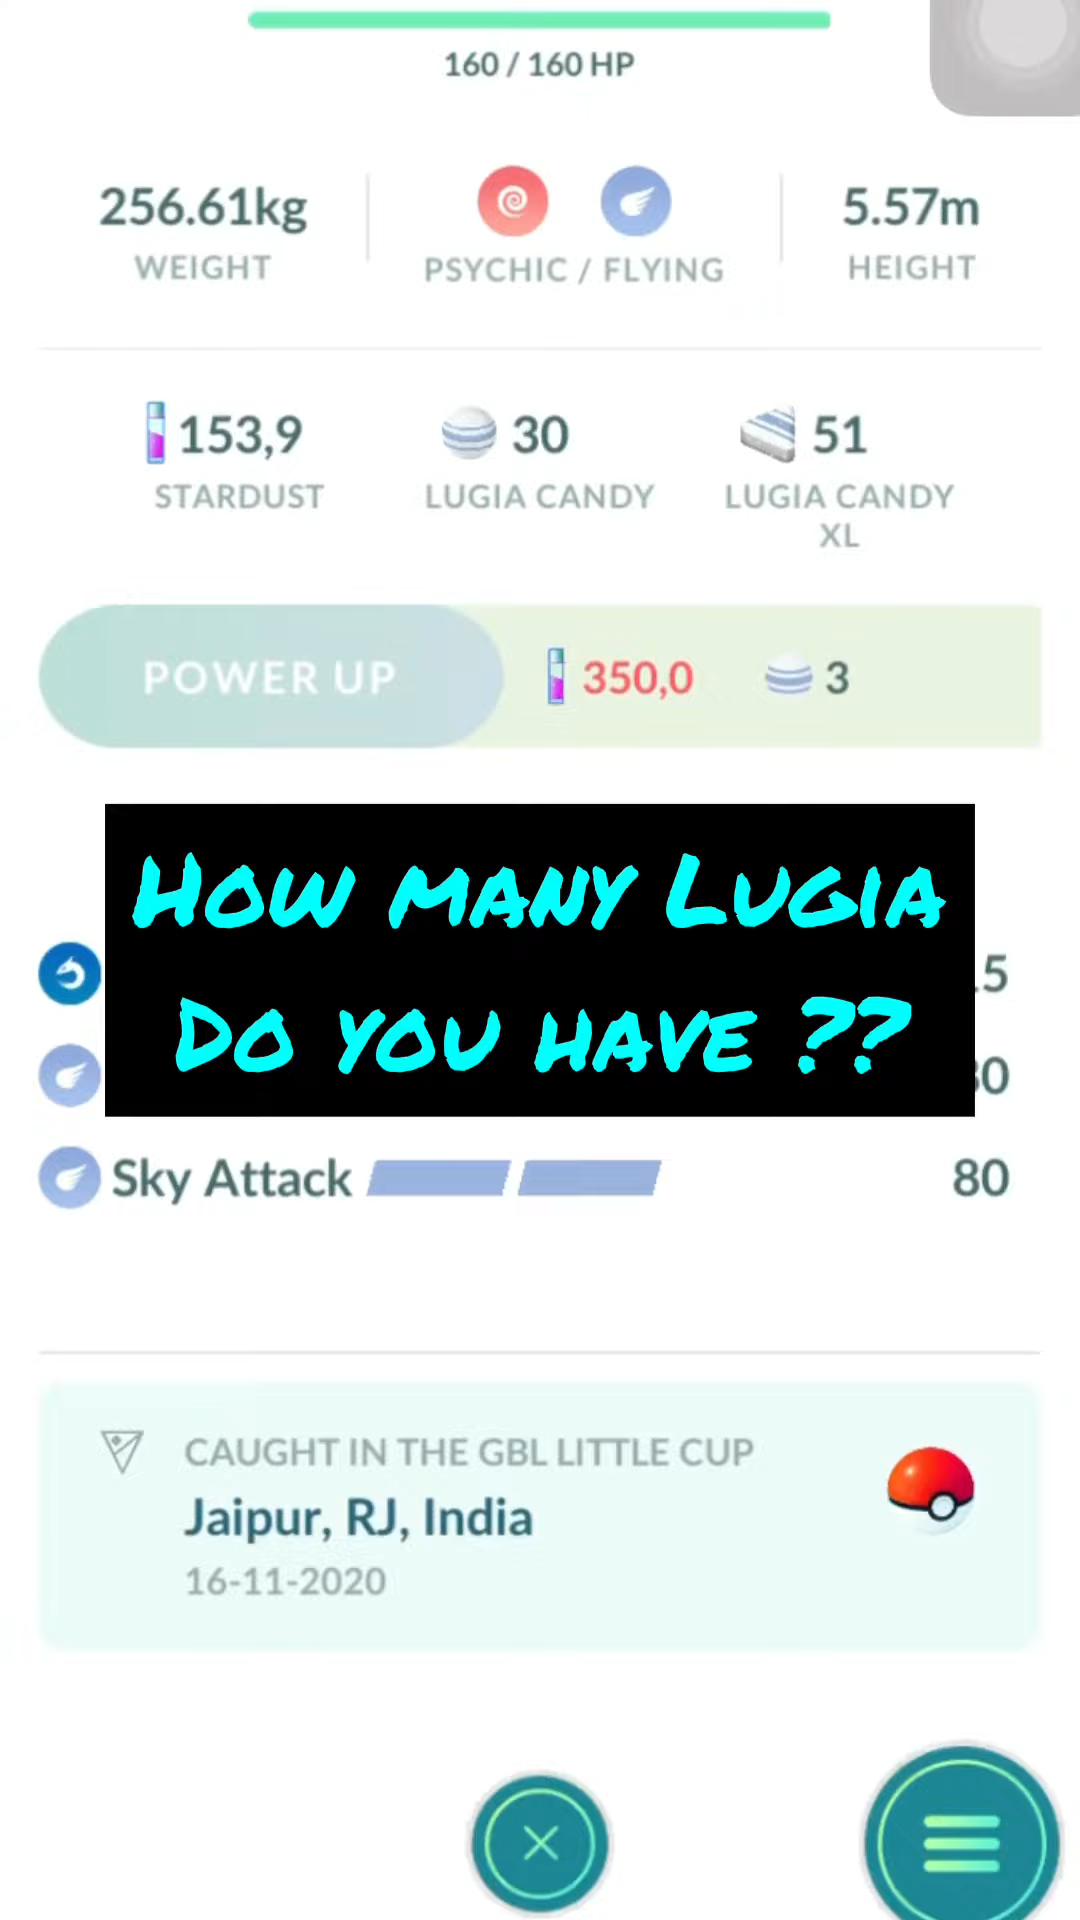 160 / 160 HP
256.61kg
WEIGHT
PSYCHIC / FLYING
5.57m
HEIGHT
153,9
STARDUST
30
LUGIA CANDY
51
LUGIA CANDY
XL
POWER UP
350,0
3
How many Lugia
Do you have ??
Sky Attack
80
CAUGHT IN THE GBL LITTLE CUP
Jaipur, RJ, India
16-11-2020